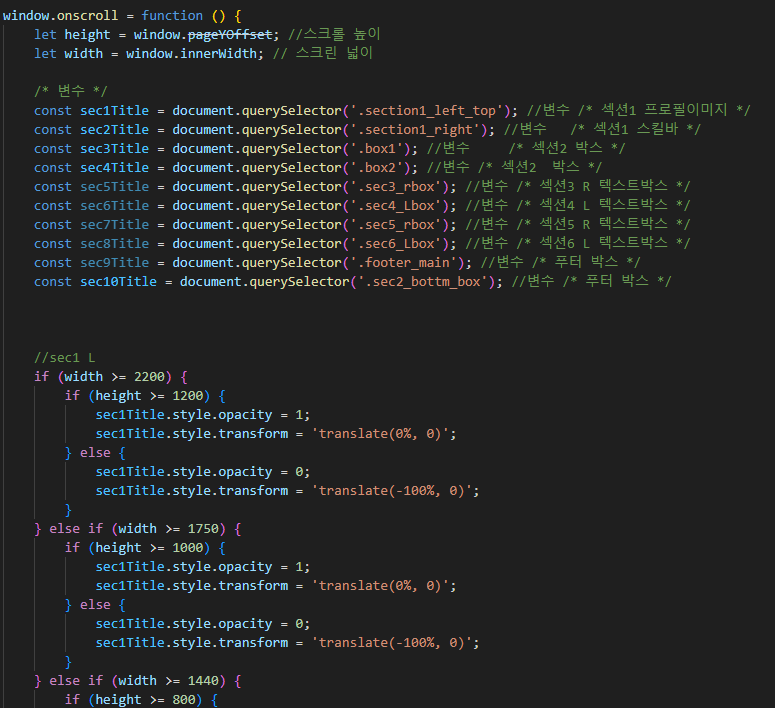 window.onscroll = function () {
let height = window.pageYOffset; //스크롤 높이
let width = window.innerWidth; // 스크린 넓이
/* 변수 */
const sec1Title = document.querySelector('.section1_left_top'); //변수 /* 섹션1 프로필이미지 */
const sec2Title = document.querySelector('.section1_right'); //변수 /* 섹션1 스킬바 */
const sec3Title = document.querySelector('.box1'); //변수 /* 섹션2 박스 */
const sec4Title = document.querySelector('.box2'); //변수 /* 섹션2 박스 */
const sec5Title = document.querySelector('.sec3_rbox'); //변수 /* 섹션3 R 텍스트박스 */
const sec6Title = document.querySelector('.sec4_Lbox'); //변수 /* 섹션4 L 텍스트박스 */
const sec7Title = document.querySelector('.sec5_rbox'); //변수 /* 섹션5 R 텍스트박스 */
const sec8Title = document.querySelector('.sec6_Lbox'); //변수 /* 섹션6 L 텍스트박스 */
const sec9Title = document.querySelector('.footer_main'); //변수 /* 푸터 박스 */
const sec10Title = document.querySelector('.sec2_bottm_box'); //변수 /* 푸터 박스 */
//sec1 L
if (width >= 2200) {
if (height >= 1200) {
sec1Title.style.opacity = 1;
sec1Title.style.transform = 'translate(0%, 0)';
} else {
sec1Title.style.opacity = 0;
sec1Title.style.transform = 'translate(-100%, 0)';
}
} else if (width >= 1750) {
if (height >= 1000) {
sec1Title.style.opacity = 1;
sec1Title.style.transform = 'translate(0%, 0)';
} else {
sec1Title.style.opacity = 0;
sec1Title.style.transform = 'translate(-100%, 0)';
}
} else if (width >= 1440) {
if (height >= 800) {